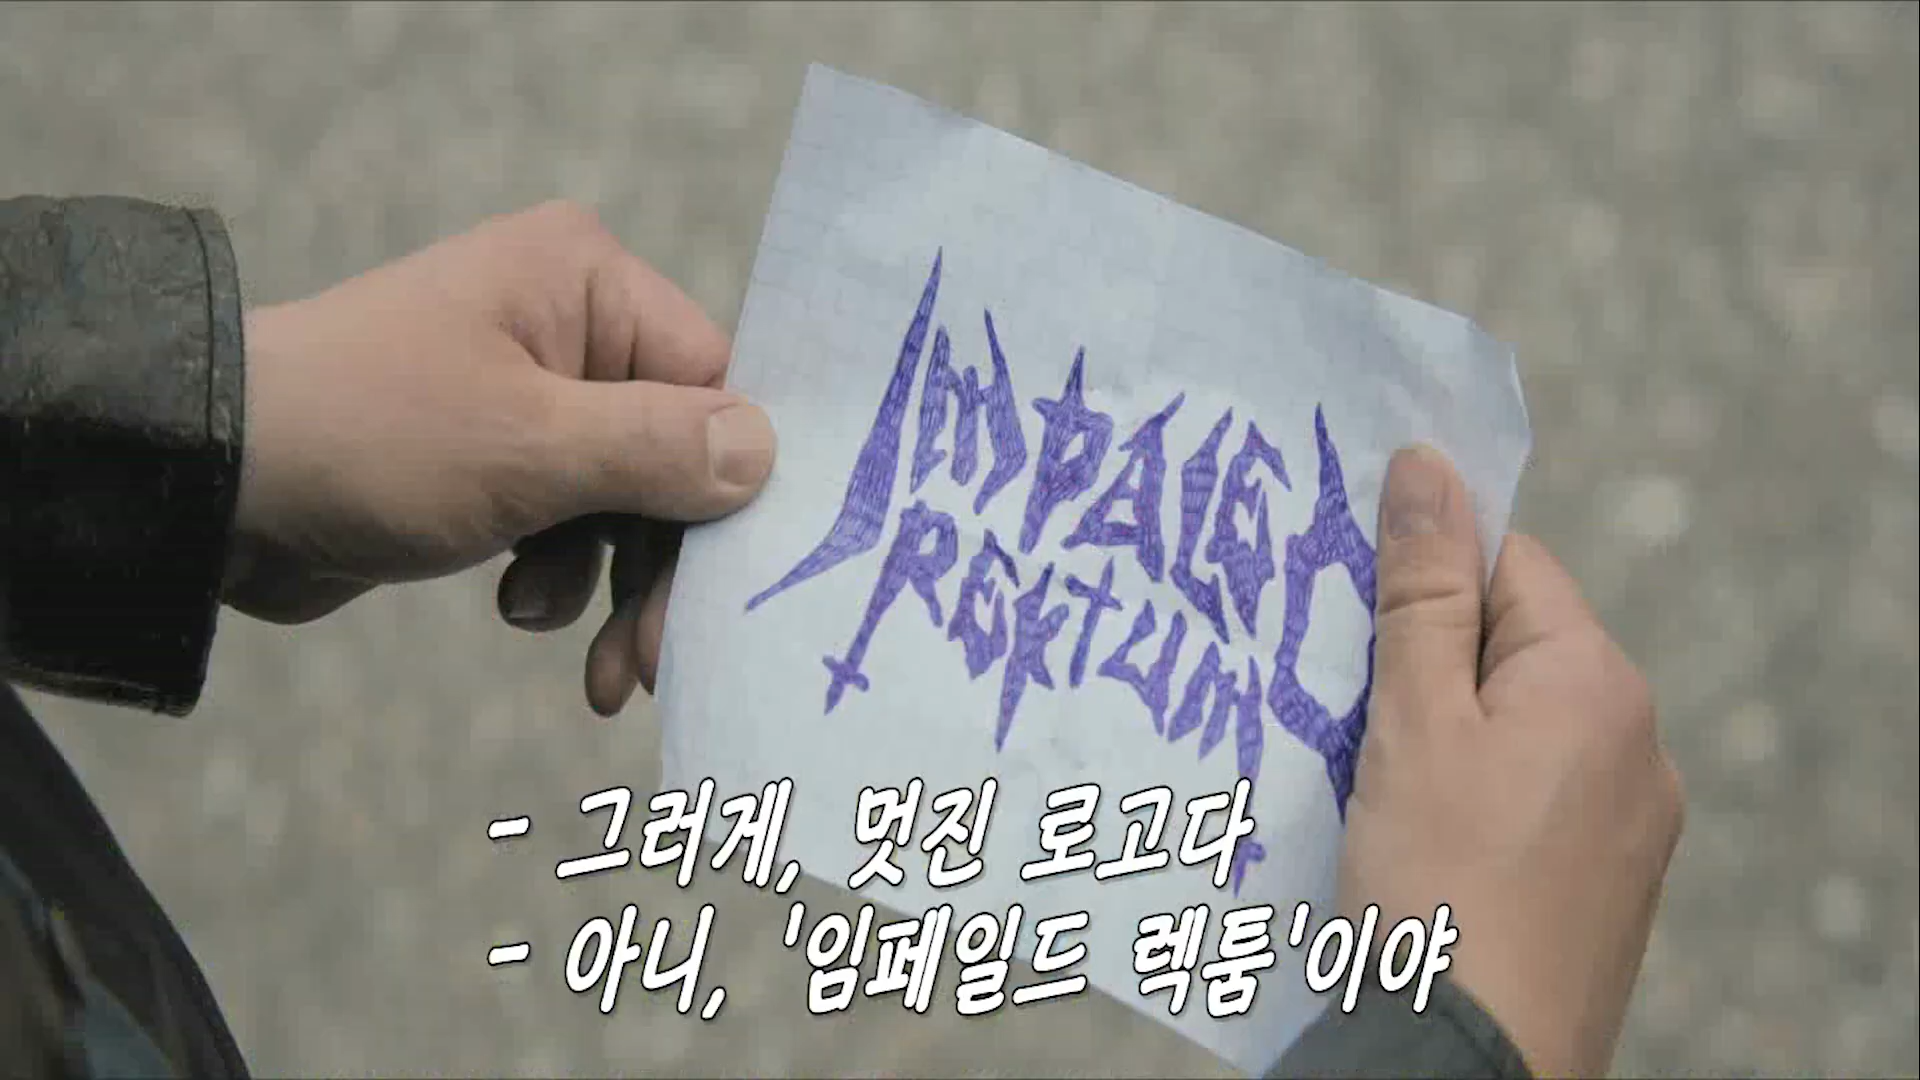 IMPALED
REKTUM
- 그러게, 멋진 로고다
- 아니, '임페일드 렉툼'이야